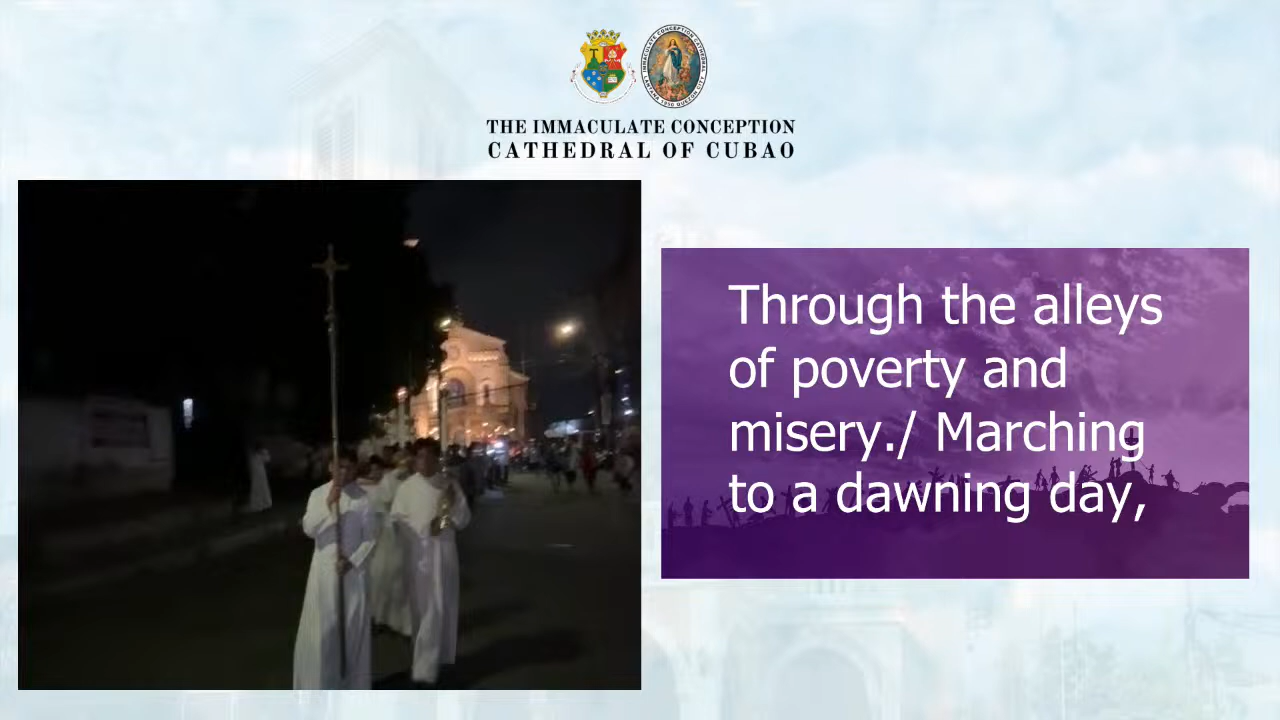 THE IMMACULATE CONCEPTION
CATHEDRAL OF CUBAO
Through the alleys
of poverty and
misery./ Marching
to a dawning day,